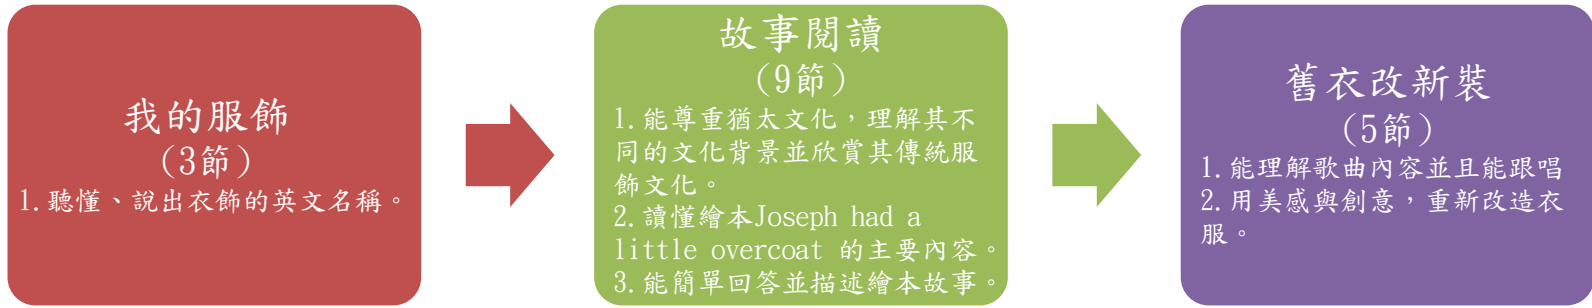 我的服飾
(3節)
1.聽懂、說出衣飾的英文名稱。
故事閱讀
(9節)
1.能尊重猶太文化，理解其不
同的文化背景並欣賞其傳統服
飾文化。
2.讀懂繪本Joseph had a
little overcoat 的主要內容。
3.能簡單回答並描述繪本故事。
舊衣改新裝
(5節)
1.能理解歌曲內容並且能跟唱
2.用美感與創意，重新改造衣
服。